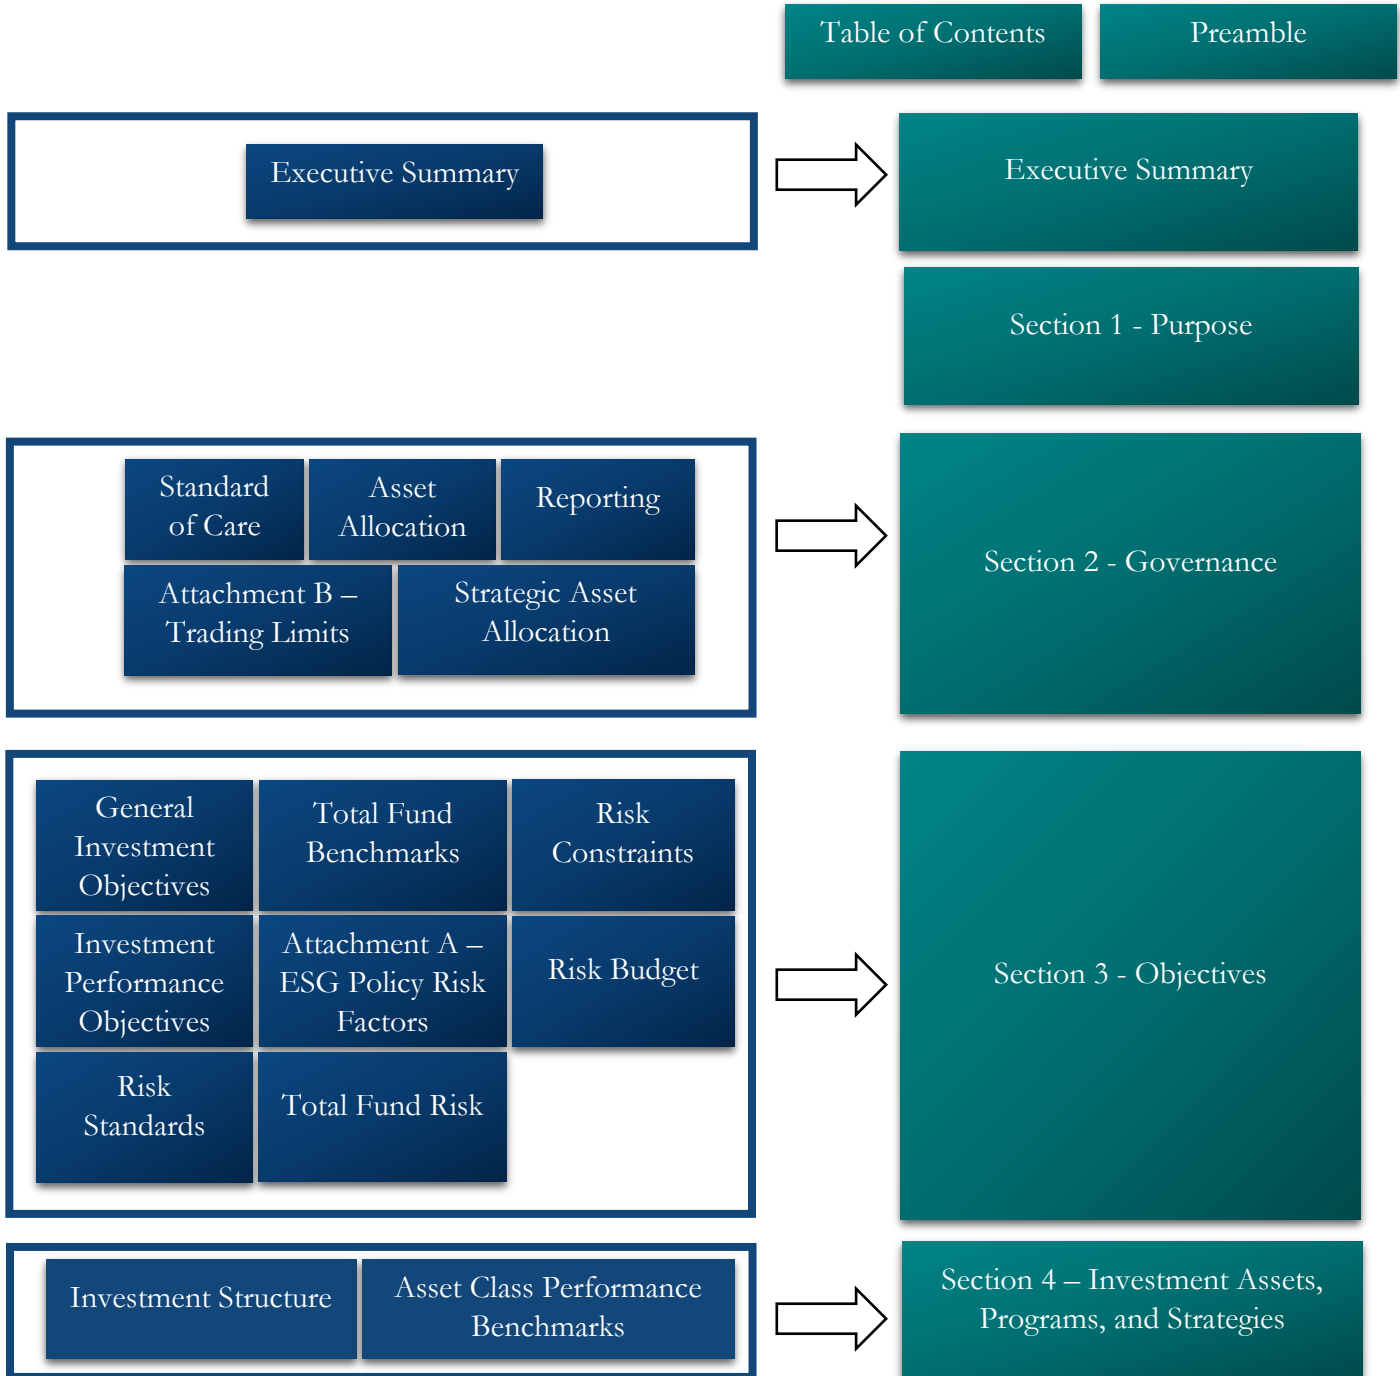 Table of Contents
Preamble
Executive Summary
Executive Summary
Section 1 - Purpose
Standard
of Care
Asset
Allocation
Reporting
Attachment B –
Trading Limits
Strategic Asset
Allocation
Section 2 - Governance
General
Investment
Objectives
Total Fund
Benchmarks
Risk
Constraints
Investment
Performance
Objectives
Attachment A –
ESG Policy Risk
Factors
Risk Budget
Risk
Standards
Total Fund Risk
Section 3 - Objectives
Investment Structure
Asset Class Performance
Benchmarks
Section 4 – Investment Assets,
Programs, and Strategies